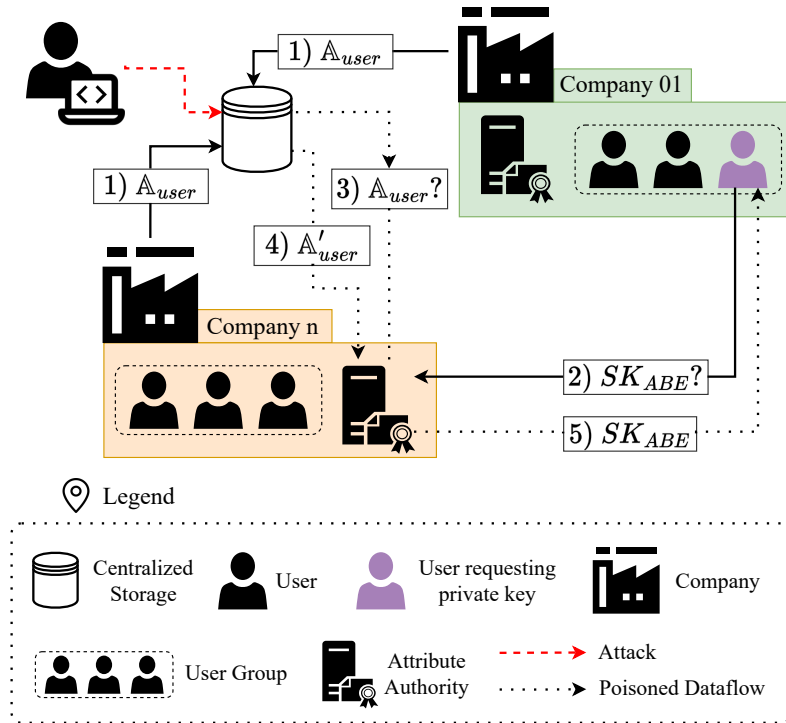 1) 𝔸user
Company 01
1) 𝔸user
3) 𝔸user?
4) 𝔸′user
Company n
2) SKABE?
5) SKABE
Legend
Centralized
Storage
User
User requesting
private key
Company
User Group
Attribute
Authority
Attack
Poisoned Dataflow